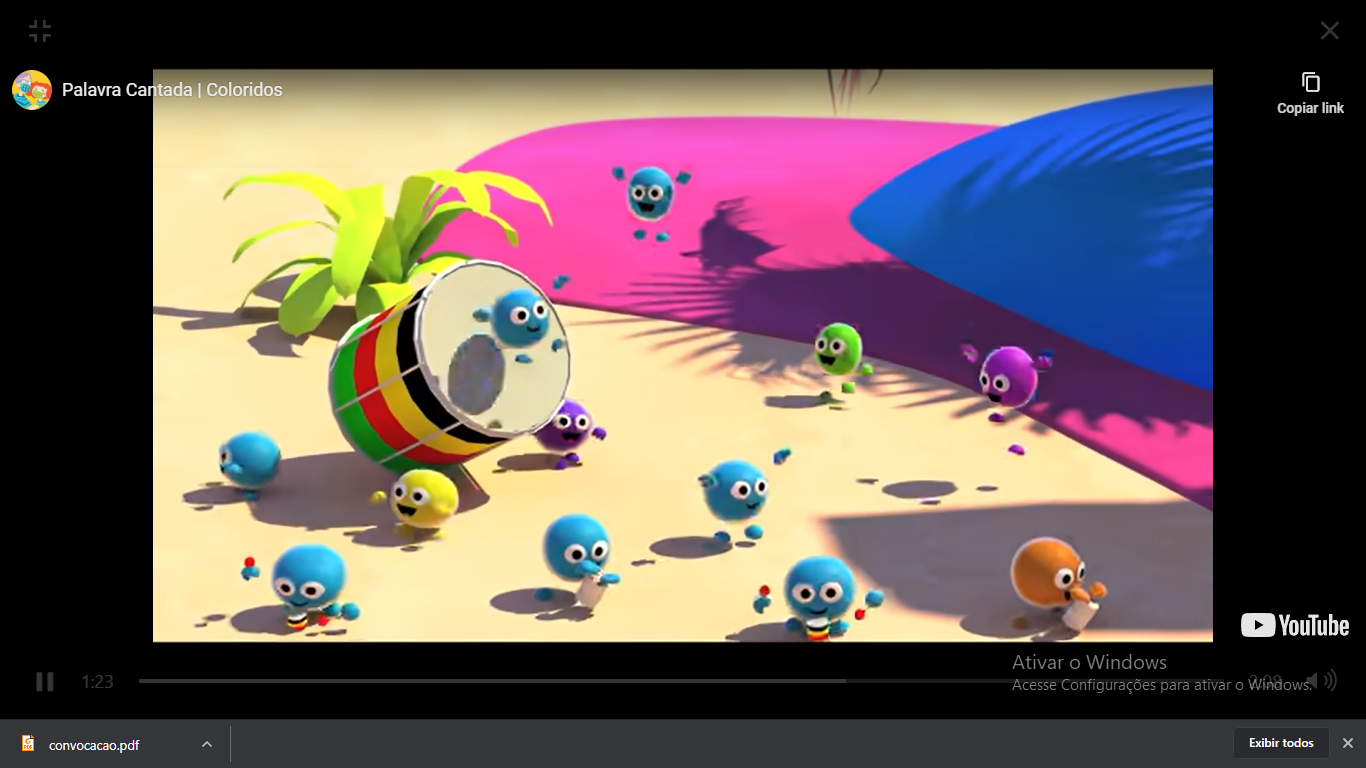 Palavra Cantada | Coloridos
Copiar link
YouTube
Ativar o Windows
1:23
Acesse Configurações para ativar o Windows.
convocacao.pdf
Exibir todos